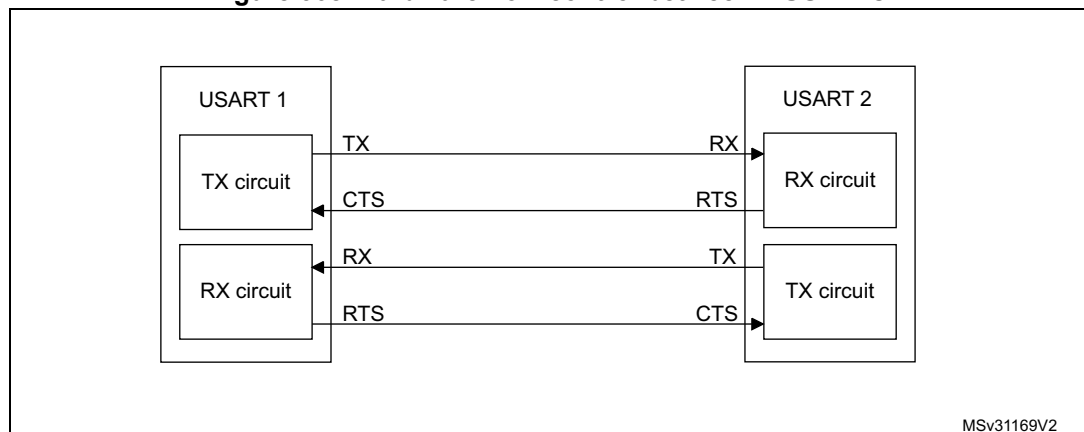 USART 1
USART 2
TX circuit
TX
RX
RX circuit
CTS
RTS
RX circuit
RX
TX
TX circuit
RTS
CTS
MSv31169V2